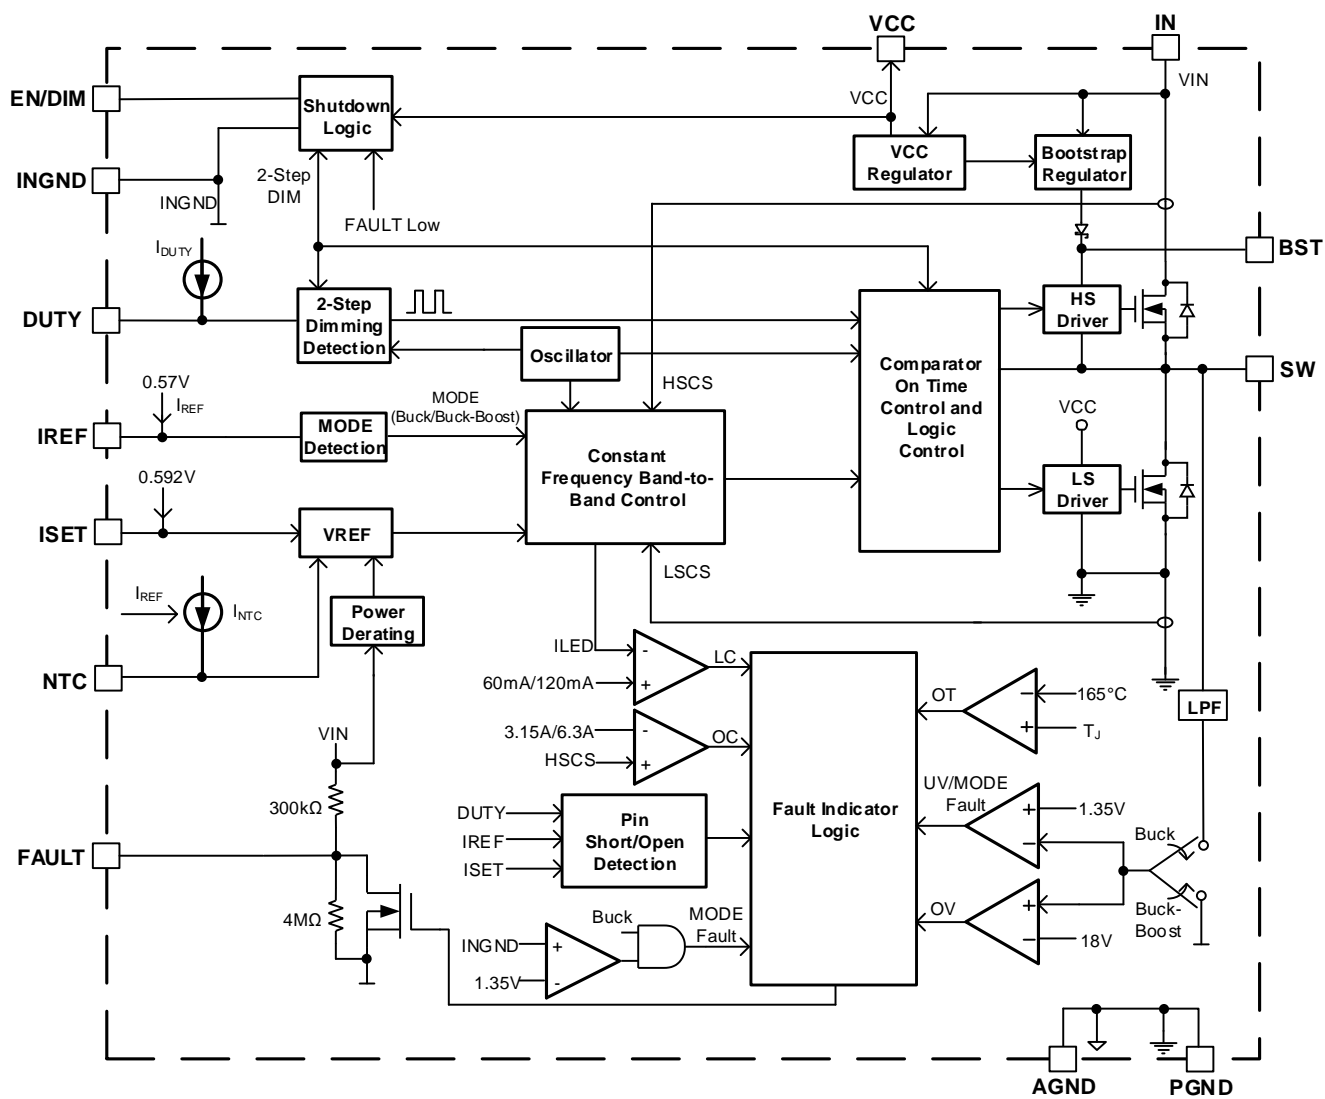 VCC
IN
VIN
EN/DIM
Shutdown
Logic
VCC
VCC
Regulator
Bootstrap
Regulator
INGND
INGND
2-Step
DIM
FAULT Low
BST
IDUTY
DUTY
2-Step
Dimming
Detection
Oscillator
HS
Driver
Comparator
On Time
Control and
Logic
Control
SW
HSCS
0.57V
IREF
IREF
MODE
Detection
MODE
(Buck/Buck-Boost)
VCC
Constant
Frequency Band-to-
Band Control
LS
Driver
0.592V
ISET
VREF
LSCS
IREF
INTC
Power
Derating
NTC
ILED
-
+
LC
60mA/120mA
3.15A/6.3A
-
+
OC
HSCS
OT
−
+
165°C
TJ
LPF
VIN
300kΩ
FAULT
4MΩ
DUTY
IREF
ISET
Pin
Short/Open
Detection
Fault Indicator
Logic
UV/MODE
Fault
+
−
1.35V
Buck
Buck-
Boost
OV
+
−
18V
Buck
MODE
Fault
INGND
+
1.35V
-
AGND
PGND